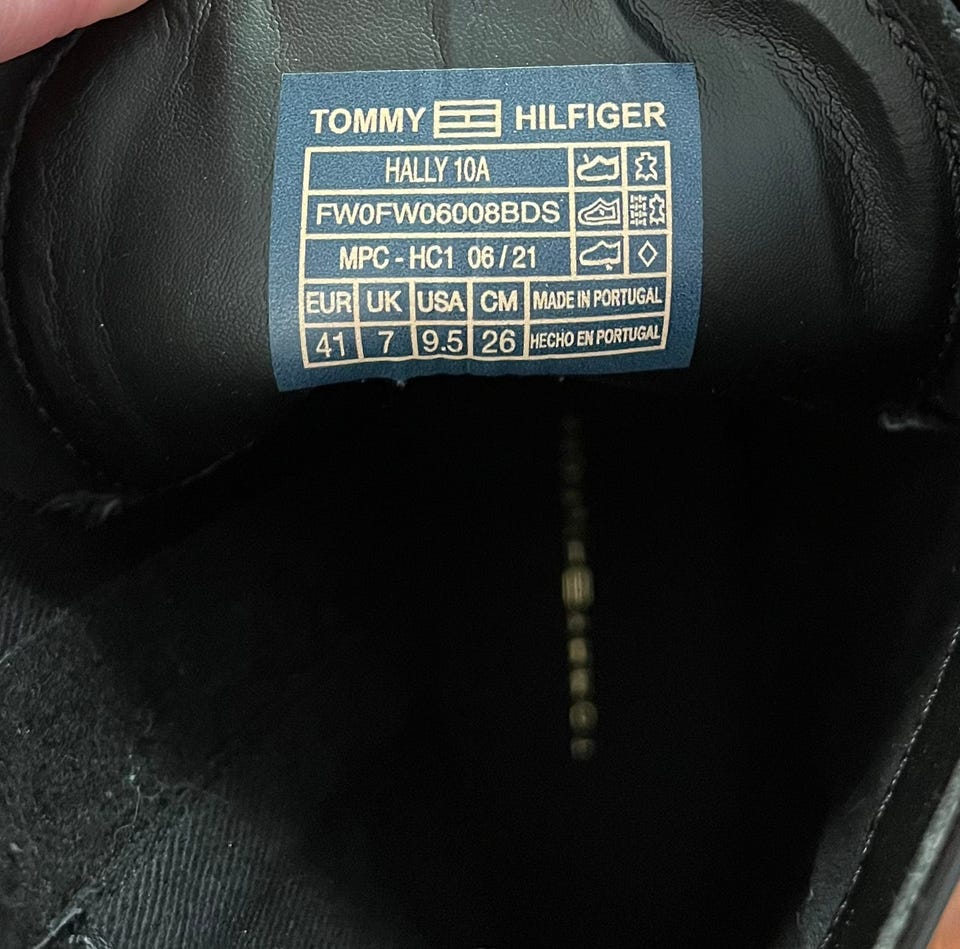 TOMMY HILFIGER
HALLY 10A
FW0FW06008BDS
MPC - HC1 06 / 21
EUR UK USA CM MADE IN PORTUGAL
41 7 9.5 26 HECHO EN PORTUGAL